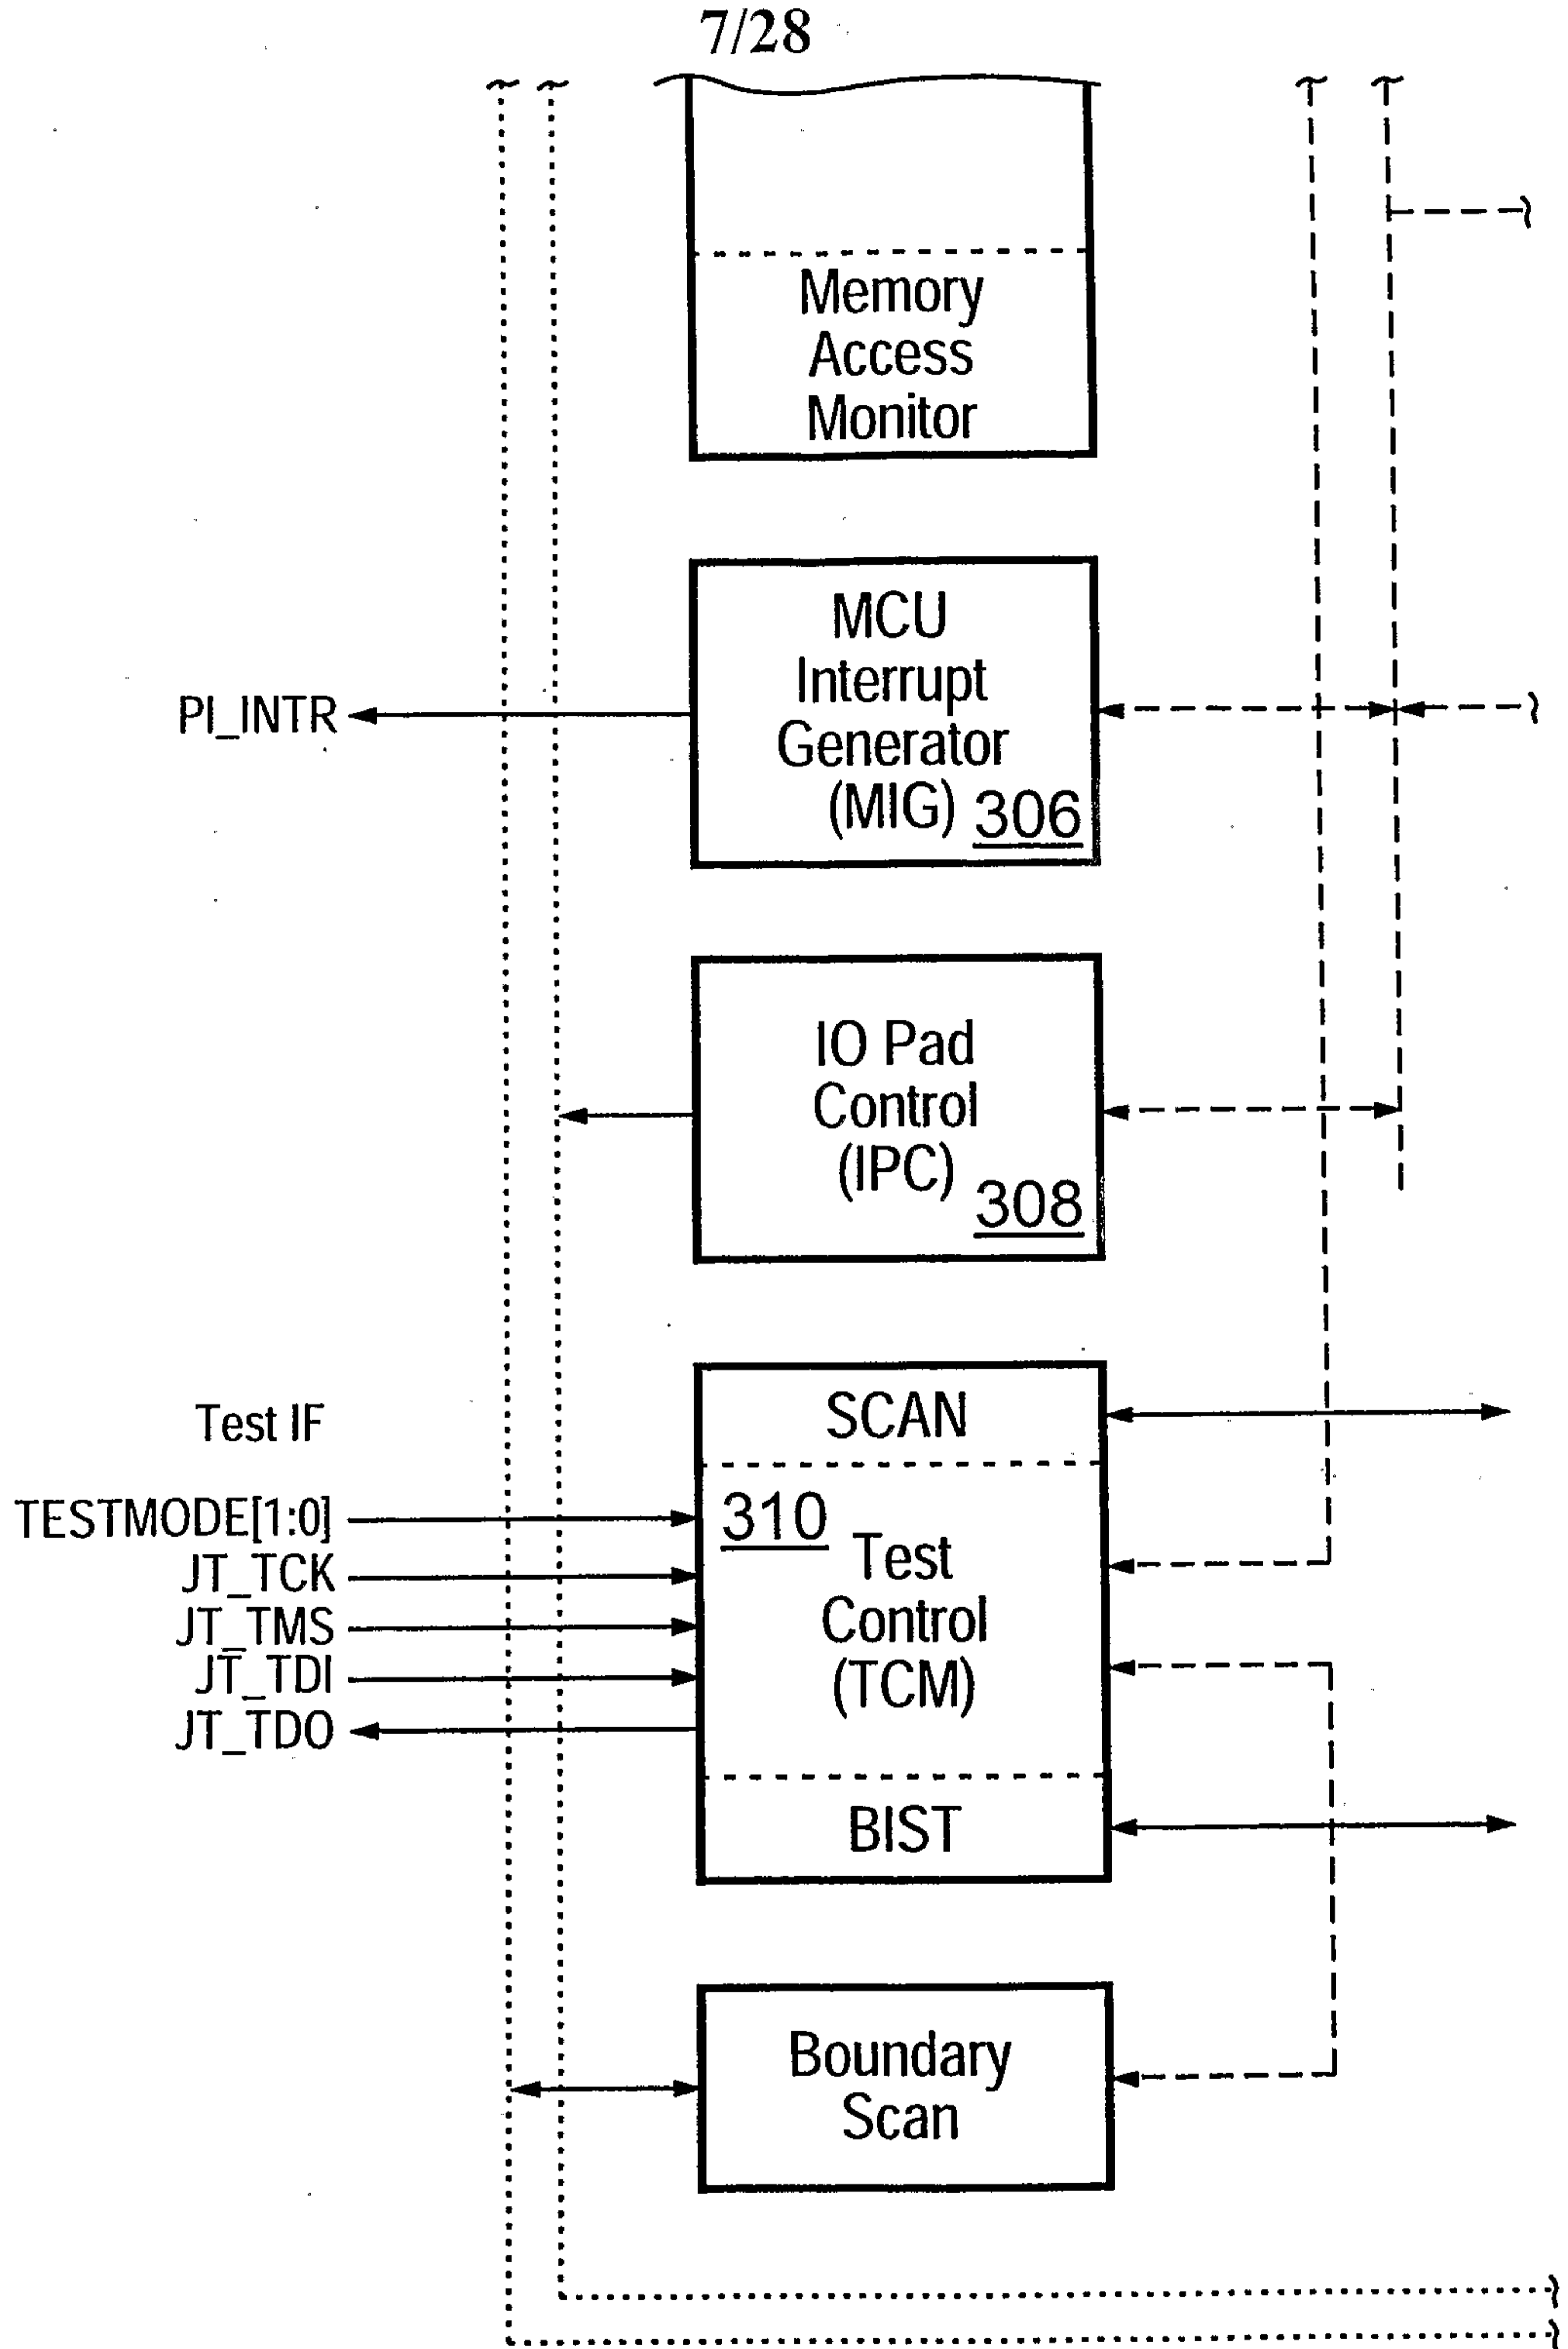 7/28
Memory
Access
Monitor
MCU
Interrupt
Generator
(MIG) 306
PI_INTR
IO Pad
Control
(IPC)
308
SCAN
Test IF
TESTMODE[1:0]
JT_TCK
JT_TMS
JT_TDI
JT_TDO
310
Test
Control
(TCM)
BIST
Boundary
Scan